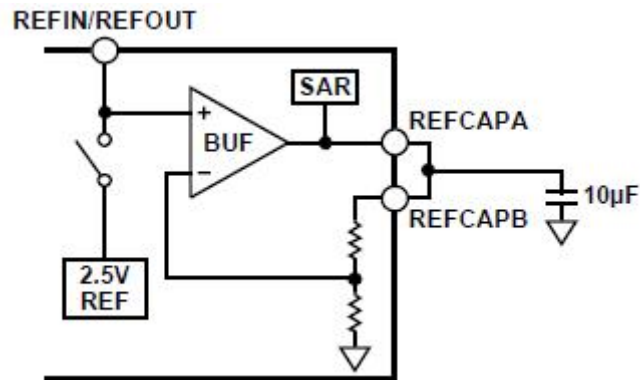 REFIN/REFOUT
SAR
REFCAPA
+
BUF
−
REFCAPB
10µF
2.5V
REF